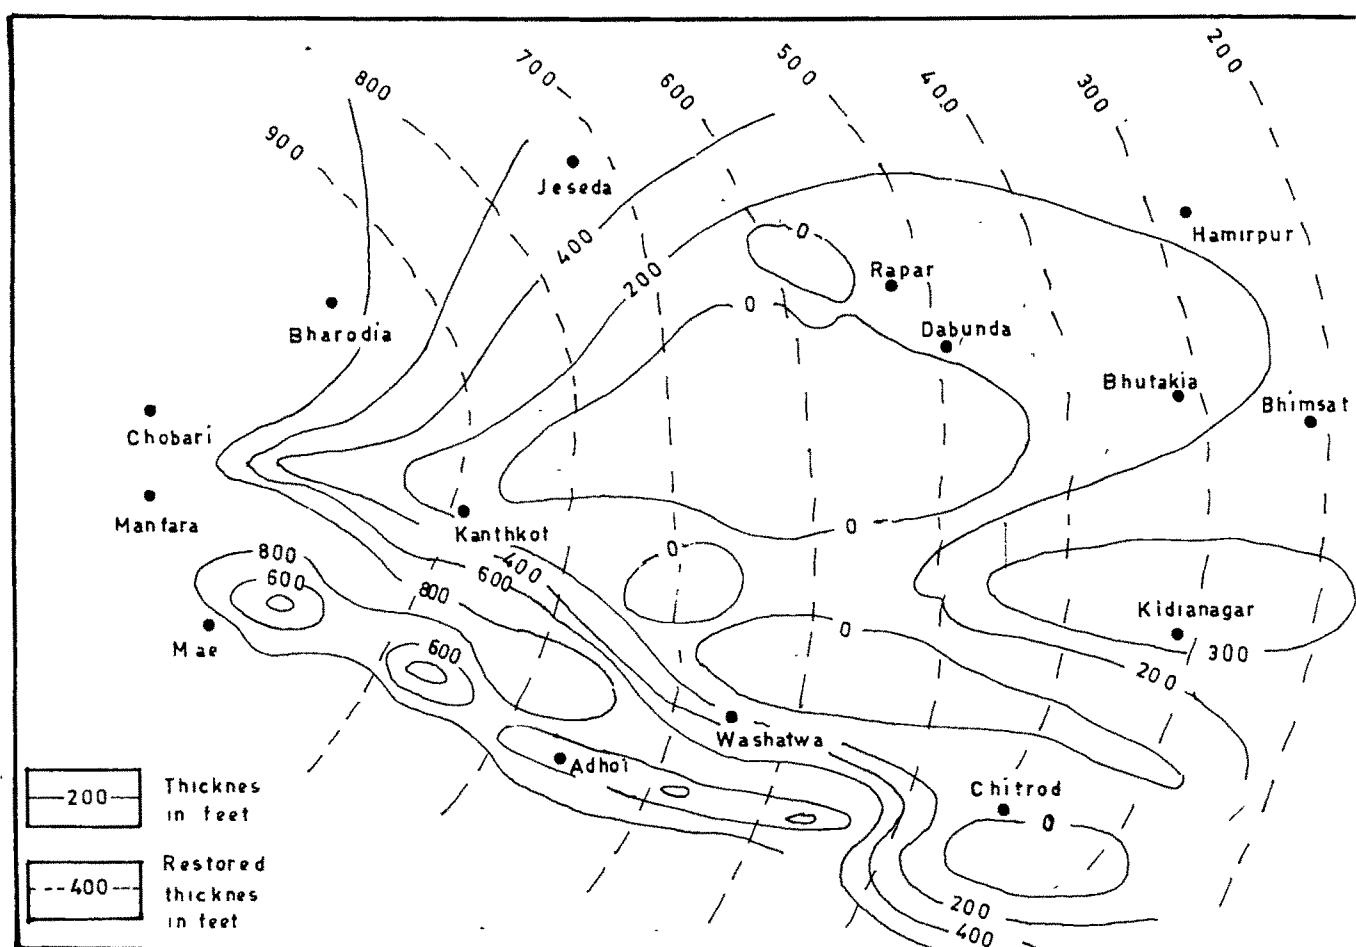 200
500
700
600
400
300
800
900
Jeseda
Hamirpur
400
0
Rapar
200
0
Bharodia
Dabunda
Bhutakia
Bhimsat
Chobari
Manfara
Kanthkot
0
0
800
400
600
600
800
Kidianagar
0
Mae
600
300
200
Washatwa
Adhoi
Chitrod
0
200
400
200
Thicknes
in feet
400
Restored
thicknes
in feet